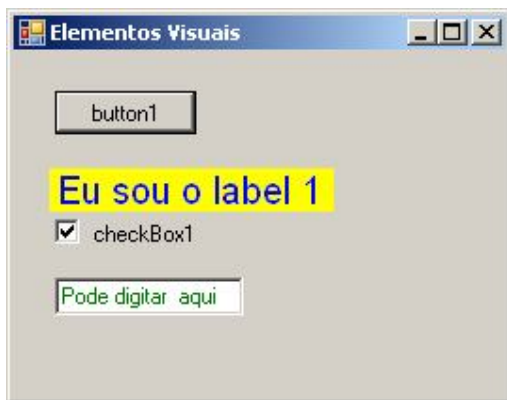 Elementos Visuais
button1
Eu sou o label 1
checkBox1
Pode digitar aqui